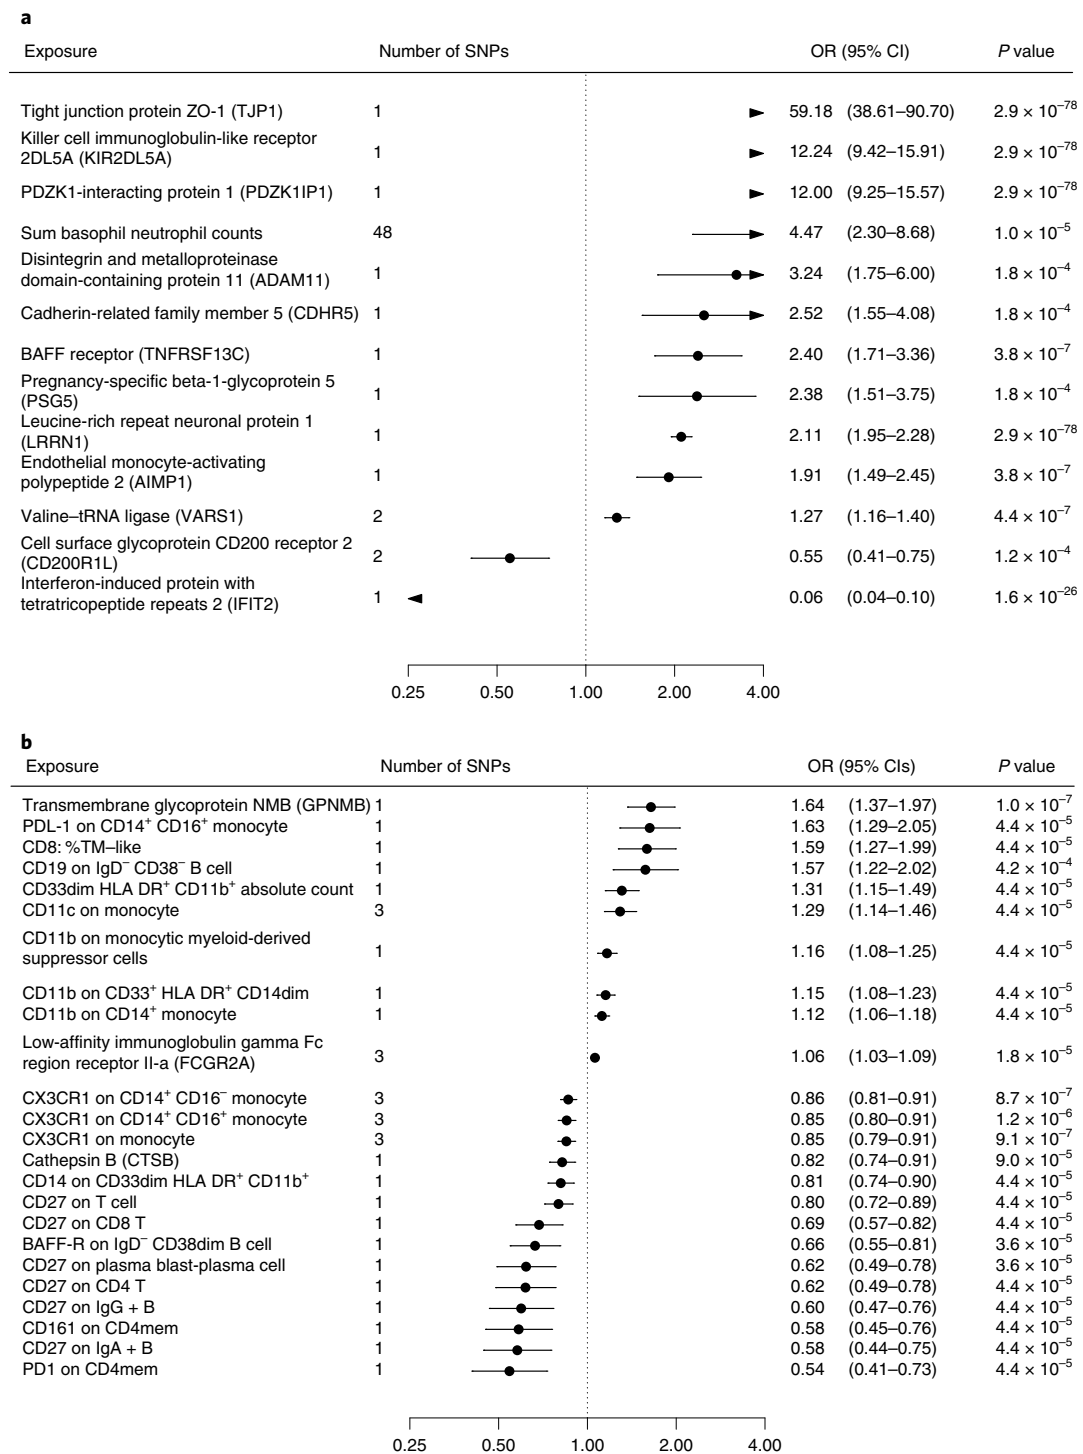 a
Exposure Number of SNPs OR (95% CI) P value
Tight junction protein ZO-1 (TJP1) 1 59.18 (38.61–90.70) 2.9 × 10⁻⁷⁸
Killer cell immunoglobulin-like receptor
2DL5A (KIR2DL5A) 1 12.24 (9.42–15.91) 2.9 × 10⁻⁷⁸
PDZK1-interacting protein 1 (PDZK1IP1) 1 12.00 (9.25–15.57) 2.9 × 10⁻⁷⁸
Sum basophil neutrophil counts 48 4.47 (2.30–8.68) 1.0 × 10⁻⁵
Disintegrin and metalloproteinase
domain-containing protein 11 (ADAM11) 1 3.24 (1.75–6.00) 1.8 × 10⁻⁴
Cadherin-related family member 5 (CDHR5) 1 2.52 (1.55–4.08) 1.8 × 10⁻⁴
BAFF receptor (TNFRSF13C) 1 2.40 (1.71–3.36) 3.8 × 10⁻⁷
Pregnancy-specific beta-1-glycoprotein 5
(PSG5) 1 2.38 (1.51–3.75) 1.8 × 10⁻⁴
Leucine-rich repeat neuronal protein 1
(LRRN1) 1 2.11 (1.95–2.28) 2.9 × 10⁻⁷⁸
Endothelial monocyte-activating
polypeptide 2 (AIMP1) 1 1.91 (1.49–2.45) 3.8 × 10⁻⁷
Valine–tRNA ligase (VARS1) 2 1.27 (1.16–1.40) 4.4 × 10⁻⁷
Cell surface glycoprotein CD200 receptor 2
(CD200R1L) 2 0.55 (0.41–0.75) 1.2 × 10⁻⁴
Interferon-induced protein with
tetratricopeptide repeats 2 (IFIT2) 1 0.06 (0.04–0.10) 1.6 × 10⁻²⁶
0.25 0.50 1.00 2.00 4.00
b
Exposure Number of SNPs OR (95% CIs) P value
Transmembrane glycoprotein NMB (GPNMB) 1 1.64 (1.37–1.97) 1.0 × 10⁻⁷
PDL-1 on CD14⁺ CD16⁺ monocyte 1 1.63 (1.29–2.05) 4.4 × 10⁻⁵
CD8: %TM–like 1 1.59 (1.27–1.99) 4.4 × 10⁻⁵
CD19 on IgD⁻ CD38⁻ B cell 1 1.57 (1.22–2.02) 4.2 × 10⁻⁴
CD33dim HLA DR⁺ CD11b⁺ absolute count 1 1.31 (1.15–1.49) 4.4 × 10⁻⁵
CD11c on monocyte 3 1.29 (1.14–1.46) 4.4 × 10⁻⁵
CD11b on monocytic myeloid-derived
suppressor cells 1 1.16 (1.08–1.25) 4.4 × 10⁻⁵
CD11b on CD33⁺ HLA DR⁺ CD14dim 1 1.15 (1.08–1.23) 4.4 × 10⁻⁵
CD11b on CD14⁺ monocyte 1 1.12 (1.06–1.18) 4.4 × 10⁻⁵
Low-affinity immunoglobulin gamma Fc
region receptor II-a (FCGR2A) 3 1.06 (1.03–1.09) 1.8 × 10⁻⁵
CX3CR1 on CD14⁺ CD16⁻ monocyte 3 0.86 (0.81–0.91) 8.7 × 10⁻⁷
CX3CR1 on CD14⁺ CD16⁺ monocyte 3 0.85 (0.80–0.91) 1.2 × 10⁻⁶
CX3CR1 on monocyte 3 0.85 (0.79–0.91) 9.1 × 10⁻⁷
Cathepsin B (CTSB) 1 0.82 (0.74–0.91) 9.0 × 10⁻⁵
CD14 on CD33dim HLA DR⁺ CD11b⁺ 1 0.81 (0.74–0.90) 4.4 × 10⁻⁵
CD27 on T cell 1 0.80 (0.72–0.89) 4.4 × 10⁻⁵
CD27 on CD8 T 1 0.69 (0.57–0.82) 4.4 × 10⁻⁵
BAFF-R on IgD⁻ CD38dim B cell 1 0.66 (0.55–0.81) 3.6 × 10⁻⁵
CD27 on plasma blast-plasma cell 1 0.62 (0.49–0.78) 3.6 × 10⁻⁵
CD27 on CD4 T 1 0.62 (0.49–0.78) 4.4 × 10⁻⁵
CD27 on IgG + B 1 0.60 (0.47–0.76) 4.4 × 10⁻⁵
CD161 on CD4mem 1 0.58 (0.45–0.76) 4.4 × 10⁻⁵
CD27 on IgA + B 1 0.58 (0.44–0.75) 4.4 × 10⁻⁵
PD1 on CD4mem 1 0.54 (0.41–0.73) 4.4 × 10⁻⁵
0.25 0.50 1.00 2.00 4.00